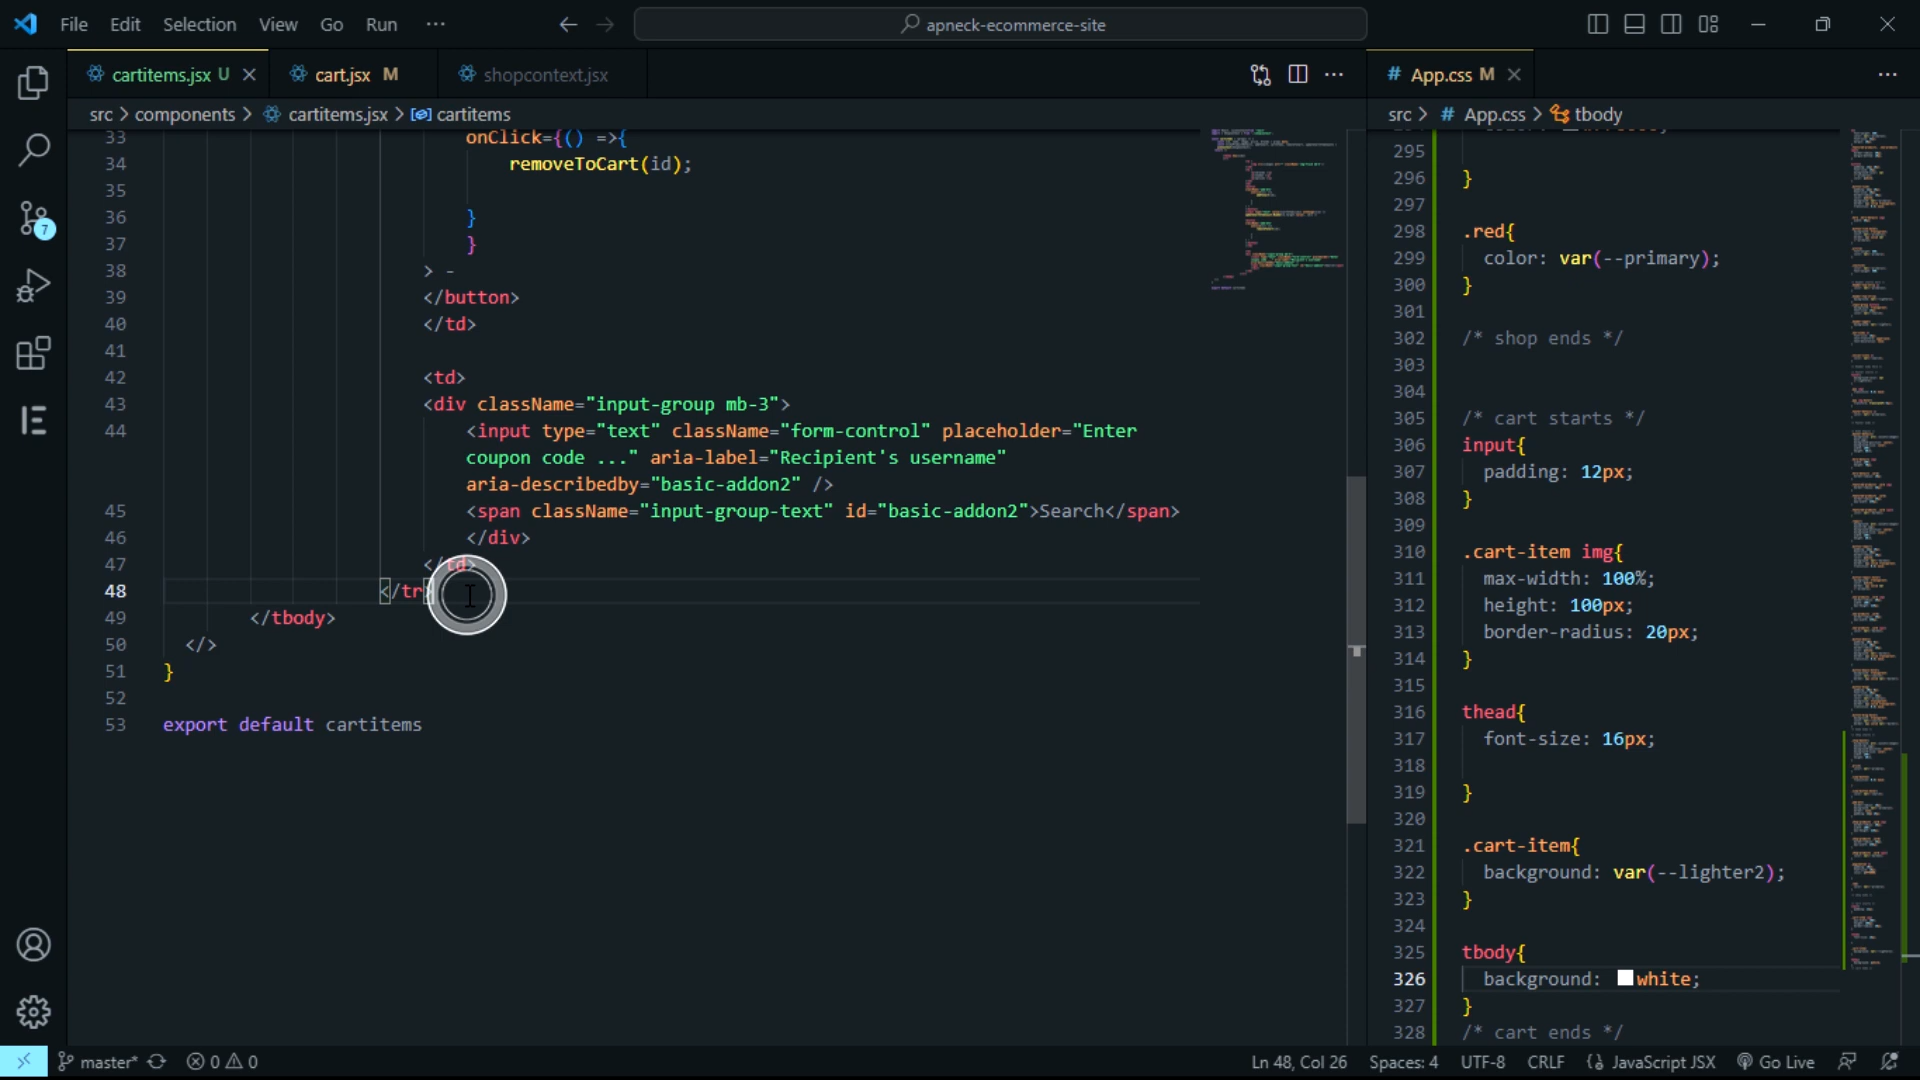 File Edit Selection View Go Run ··· apneck-ecommerce-site
cartitems.jsx U cart.jsx M shopcontext.jsx
src > components > cartitems.jsx > cartitems
33 onClick={() =>{
34 removeToCart(id);
35
36 }
37 }
38 > -
39 </button>
40 </td>
41
42 <td>
43 <div className="input-group mb-3">
44 <input type="text" className="form-control" placeholder="Enter
coupon code ..." aria-label="Recipient's username"
aria-describedby="basic-addon2" />
45 <span className="input-group-text" id="basic-addon2">Search</span>
46 </div>
47 </td>
48 </tr>
49 </tbody>
50 </>
51 }
52
53 export default cartitems
App.css M
src > # App.css > tbody
295
296 }
297
298 .red{
299 color: var(--primary);
300 }
301
302 /* shop ends */
303
304
305 /* cart starts */
306 input{
307 padding: 12px;
308 }
309
310 .cart-item img{
311 max-width: 100%;
312 height: 100px;
313 border-radius: 20px;
314 }
315
316 thead{
317 font-size: 16px;
318
319 }
320
321 .cart-item{
322 background: var(--lighter2);
323 }
324
325 tbody{
326 background: white;
327 }
328 /* cart ends */
7
master* 0 0 Ln 48, Col 26 Spaces: 4 UTF-8 CRLF JavaScript JSX Go Live